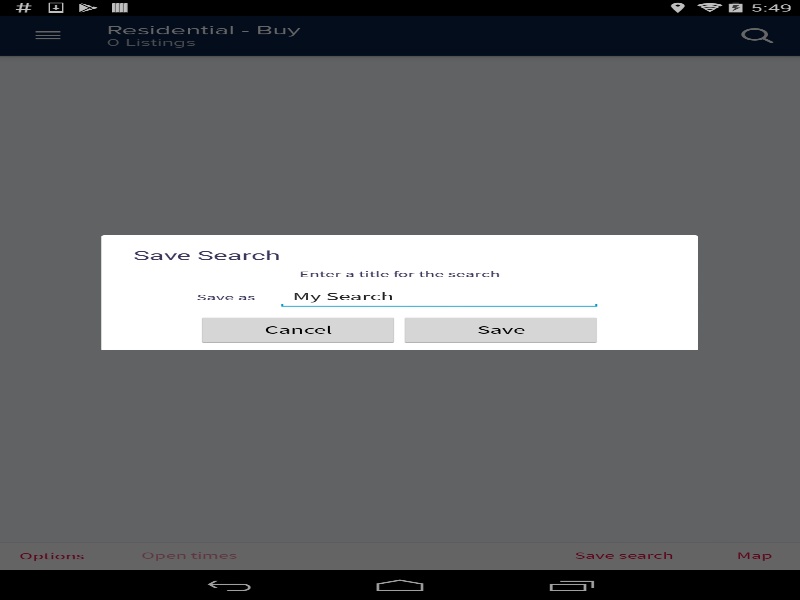 5:49
Residential - Buy
0 Listings
Save Search
Enter a title for the search
Save as My Search
Cancel Save
Options Open times Save search Map